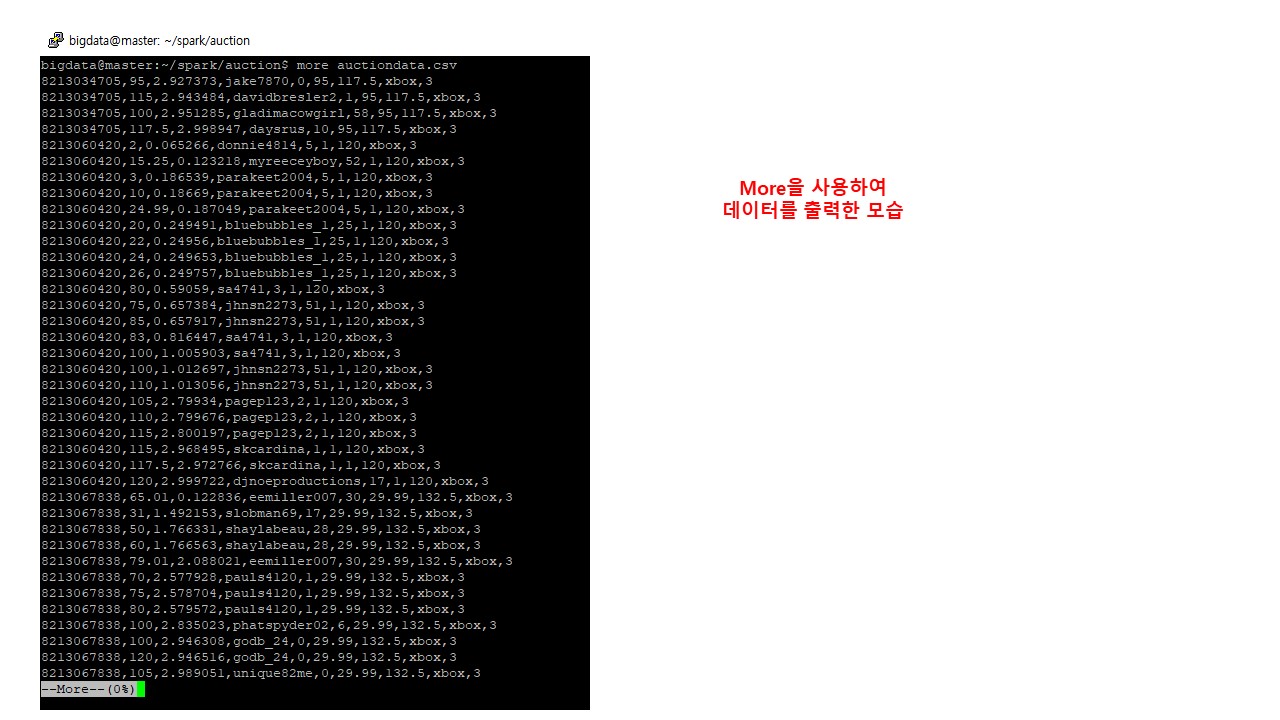 bigdata@master: ~/spark/auction
bigdata@master:~/spark/auction$ more auctiondata.csv
8213034705,95,2.927373,jake7870,0,95,117.5,xbox,3
8213034705,115,2.943484,davidbresler2,1,95,117.5,xbox,3
8213034705,100,2.951285,gladimacowgirl,58,95,117.5,xbox,3
8213034705,117.5,2.998947,daysrus,10,95,117.5,xbox,3
8213060420,2,0.065266,donnie4814,5,1,120,xbox,3
8213060420,15.25,0.123218,myreeceyboy,52,1,120,xbox,3
8213060420,3,0.186539,parakeet2004,5,1,120,xbox,3
8213060420,10,0.18669,parakeet2004,5,1,120,xbox,3
8213060420,24.99,0.187049,parakeet2004,5,1,120,xbox,3
8213060420,20,0.249491,bluebubbles_1,25,1,120,xbox,3
8213060420,22,0.24956,bluebubbles_1,25,1,120,xbox,3
8213060420,24,0.249653,bluebubbles_1,25,1,120,xbox,3
8213060420,26,0.249757,bluebubbles_1,25,1,120,xbox,3
8213060420,80,0.59059,sa4741,3,1,120,xbox,3
8213060420,75,0.657384,jhnsn2273,51,1,120,xbox,3
8213060420,85,0.657917,jhnsn2273,51,1,120,xbox,3
8213060420,83,0.816447,sa4741,3,1,120,xbox,3
8213060420,100,1.005903,sa4741,3,1,120,xbox,3
8213060420,100,1.012697,jhnsn2273,51,1,120,xbox,3
8213060420,110,1.013056,jhnsn2273,51,1,120,xbox,3
8213060420,105,2.79934,pagep123,2,1,120,xbox,3
8213060420,110,2.799676,pagep123,2,1,120,xbox,3
8213060420,115,2.800197,pagep123,2,1,120,xbox,3
8213060420,115,2.968495,skcardina,1,1,120,xbox,3
8213060420,117.5,2.972766,skcardina,1,1,120,xbox,3
8213060420,120,2.999722,djnoeproductions,17,1,120,xbox,3
8213067838,65.01,0.122836,eemiller007,30,29.99,132.5,xbox,3
8213067838,31,1.492153,slobman69,17,29.99,132.5,xbox,3
8213067838,50,1.766331,shaylabeau,28,29.99,132.5,xbox,3
8213067838,60,1.766563,shaylabeau,28,29.99,132.5,xbox,3
8213067838,79.01,2.088021,eemiller007,30,29.99,132.5,xbox,3
8213067838,70,2.577928,pauls4120,1,29.99,132.5,xbox,3
8213067838,75,2.578704,pauls4120,1,29.99,132.5,xbox,3
8213067838,80,2.579572,pauls4120,1,29.99,132.5,xbox,3
8213067838,100,2.835023,phatspyder02,6,29.99,132.5,xbox,3
8213067838,100,2.946308,godb_24,0,29.99,132.5,xbox,3
8213067838,120,2.946516,godb_24,0,29.99,132.5,xbox,3
8213067838,105,2.989051,unique82me,0,29.99,132.5,xbox,3
--More--(0%)
More을 사용하여
데이터를 출력한 모습